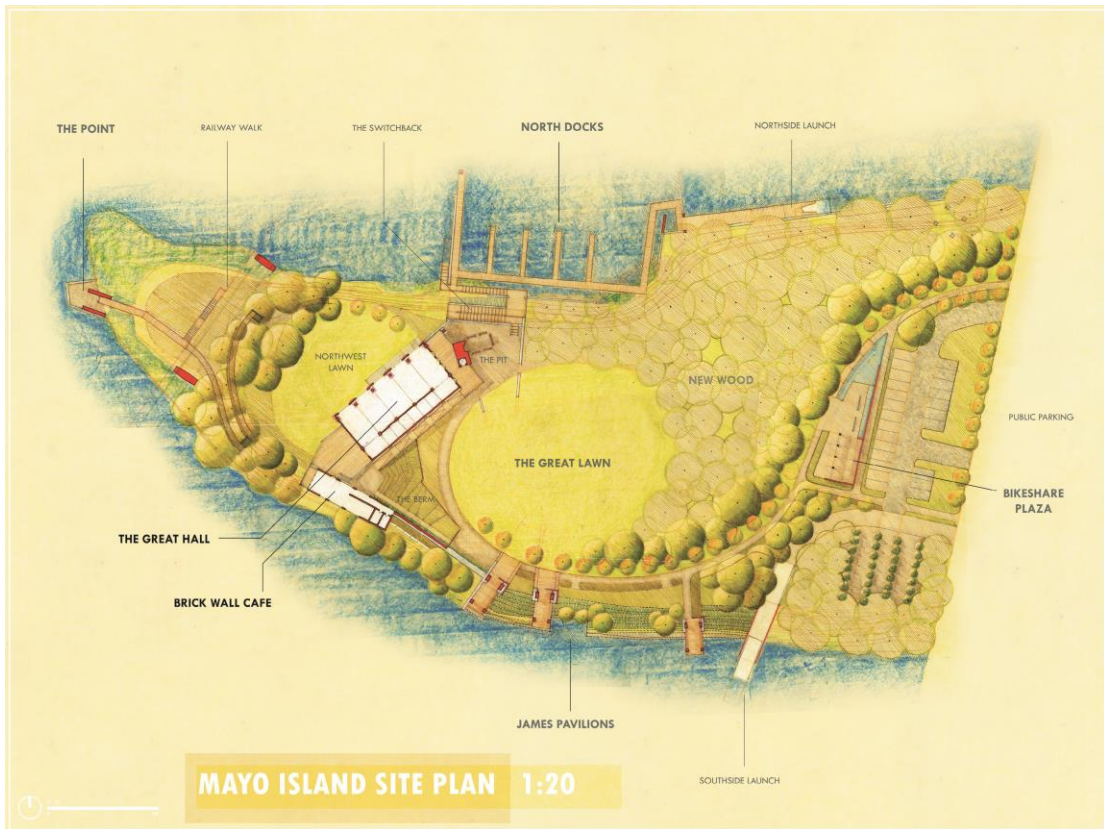 THE POINT
RAILWAY WALK
THE SWITCHBACK
NORTH DOCKS
NORTHSIDE LAUNCH
NORTHWEST
LAWN
THE PIT
NEW WOOD
PUBLIC PARKING
THE GREAT LAWN
THE BERM
BIKESHARE
PLAZA
THE GREAT HALL
BRICK WALL CAFE
JAMES PAVILIONS
SOUTHSIDE LAUNCH
MAYO ISLAND SITE PLAN 1:20